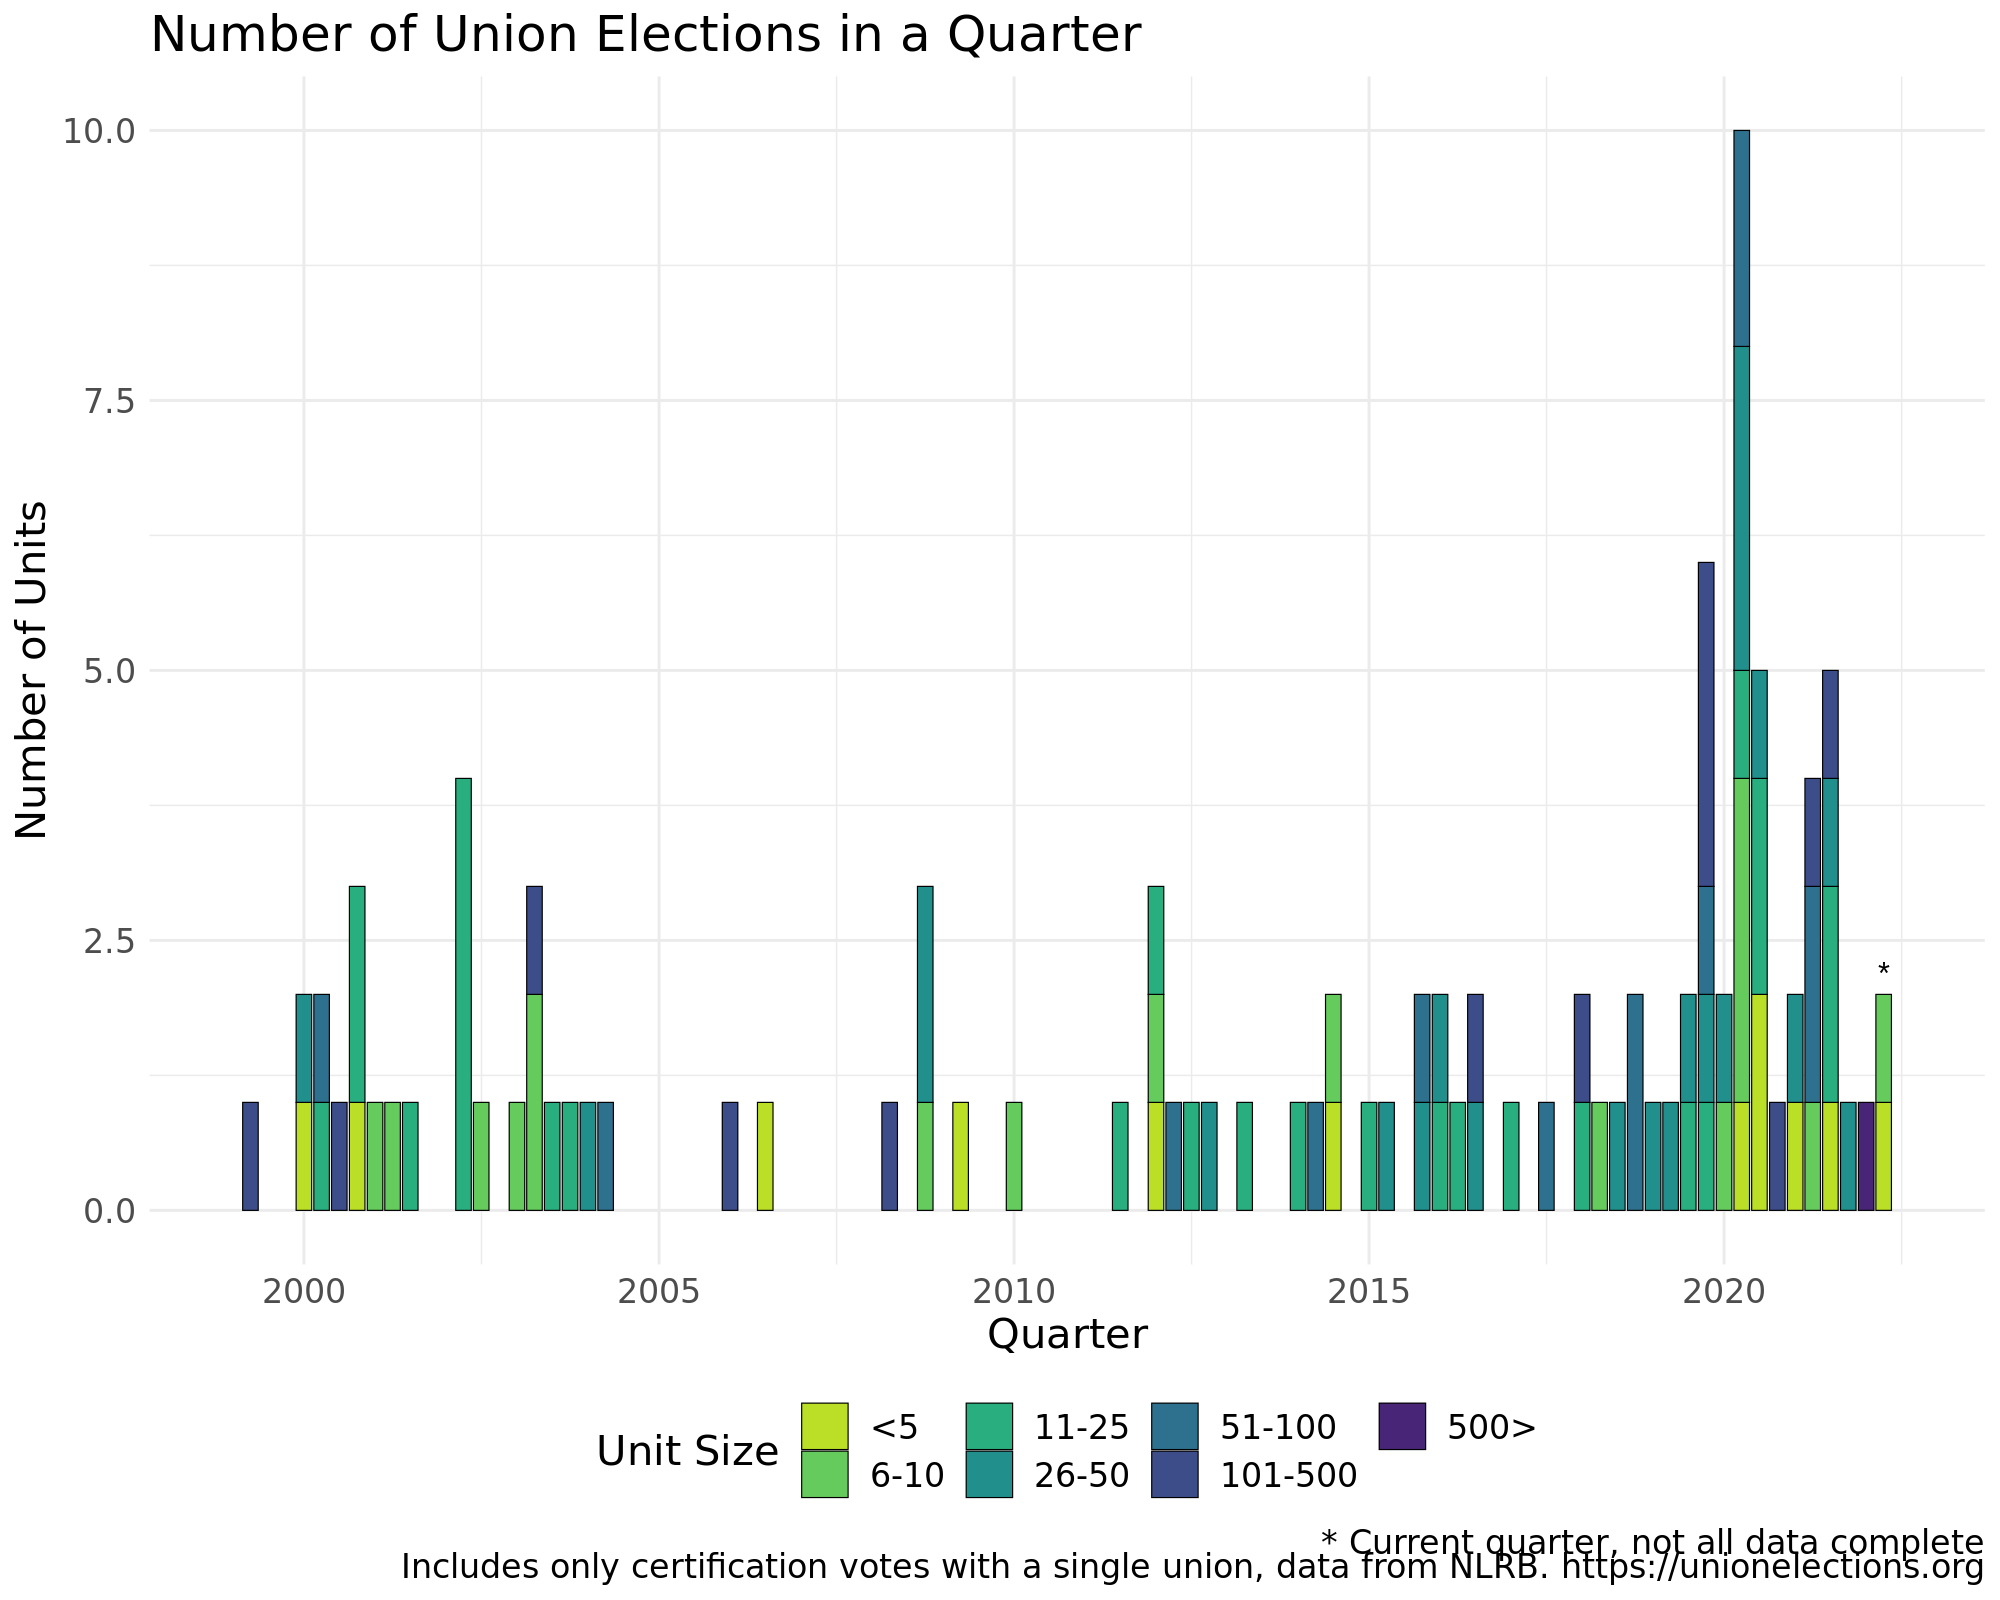 Number of Union Elections in a Quarter
10.0
7.5
5.0
2.5
0.0
Number of Units
*
2000 2005 2010 2015 2020
Quarter
Unit Size
<5 11-25 51-100 500>
6-10 26-50 101-500
* Current quarter, not all data complete
Includes only certification votes with a single union, data from NLRB. https://unionelections.org